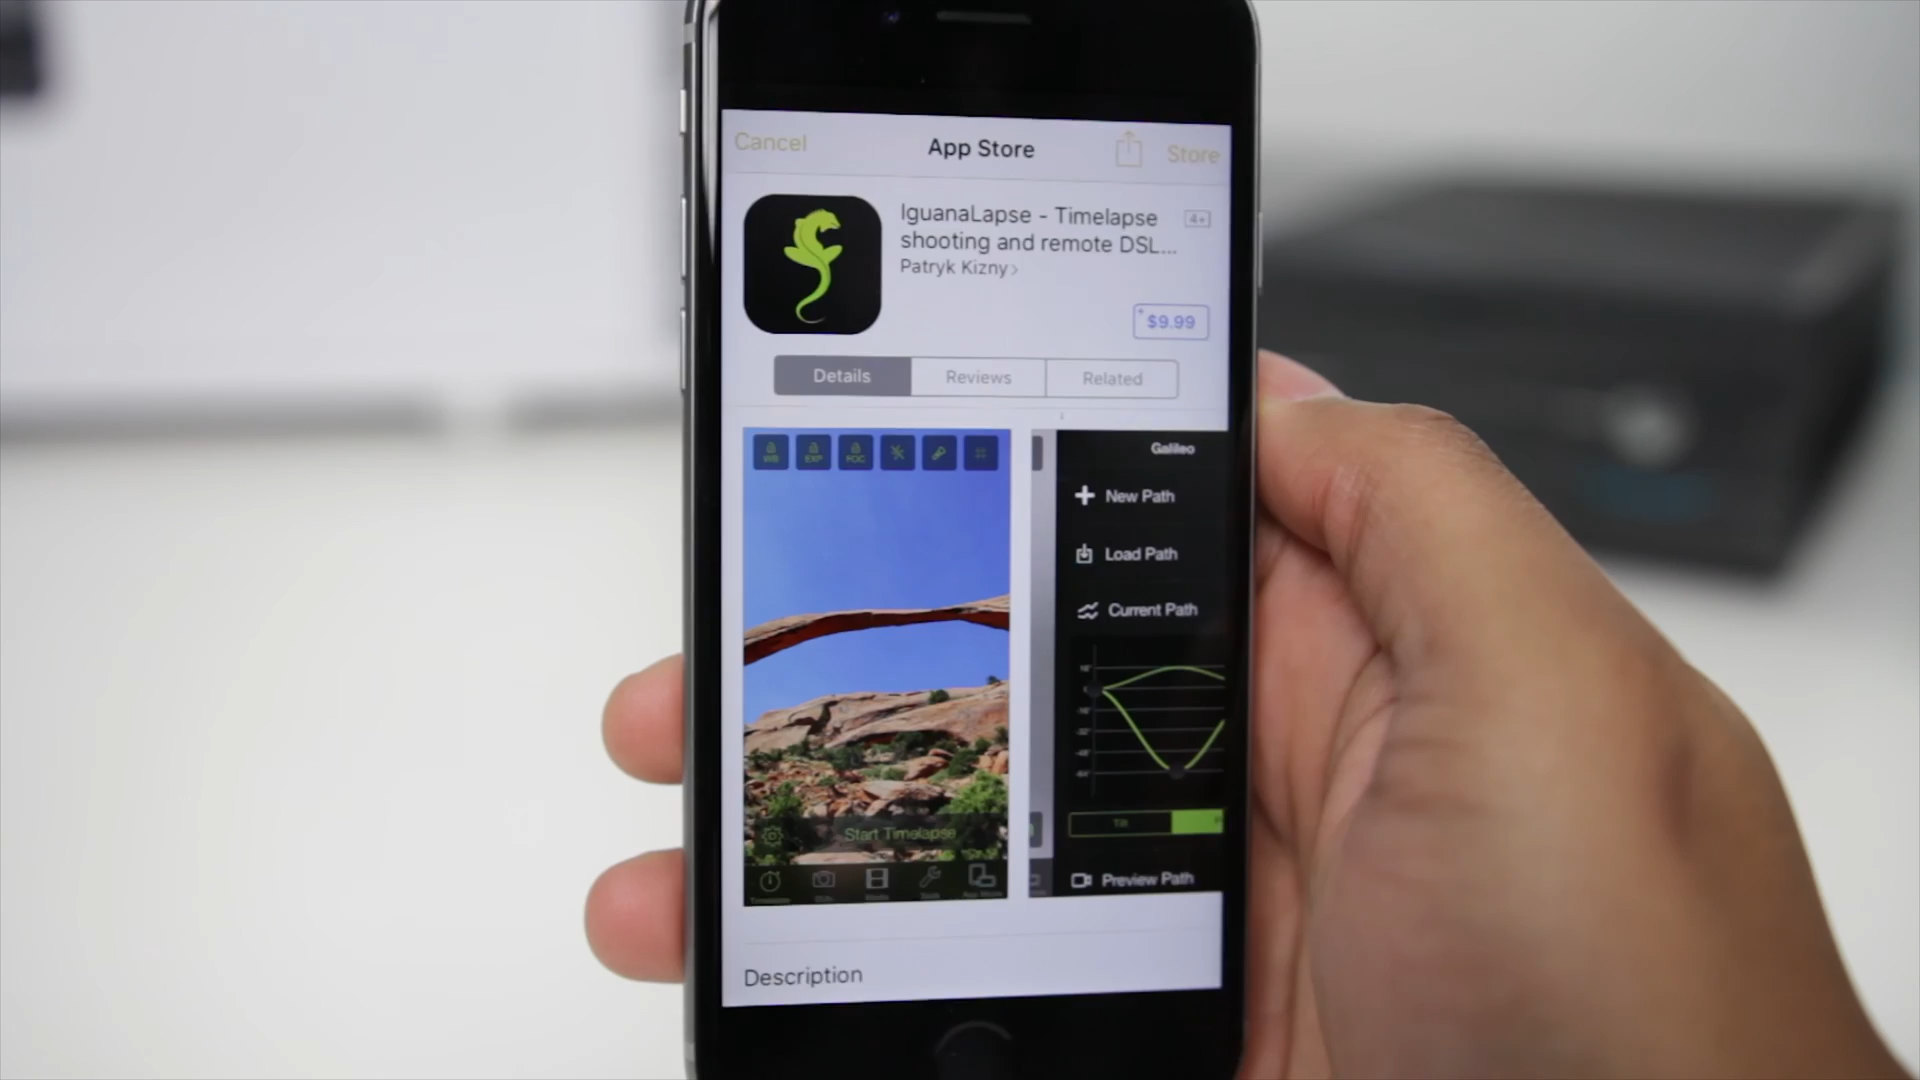 Cancel
App Store
Store
IguanaLapse - Timelapse
4+
shooting and remote DSL...
Patryk Kizny
$9.99
Details
Reviews
Related
WB
EXP
FOC
Start Timelapse
Galileo
New Path
Load Path
Current Path
Tilt
Preview Path
Description